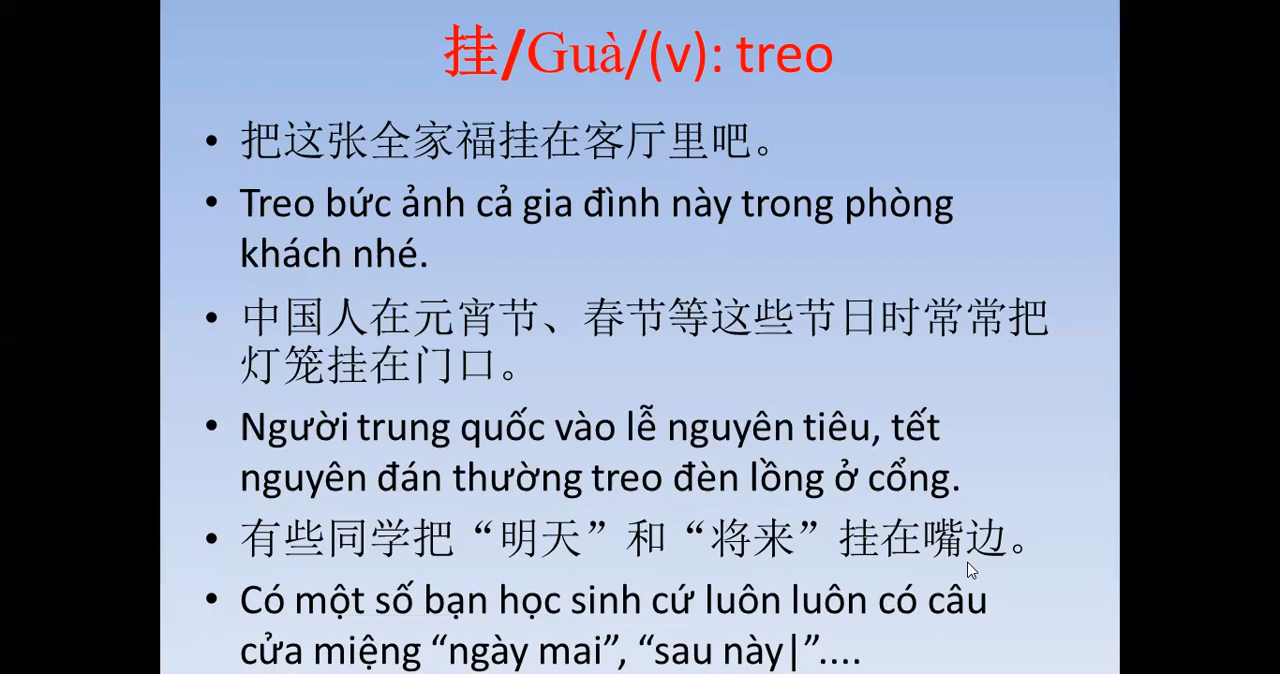 挂/Guà/(v): treo
• 把这张全家福挂在客厅里吧。
• Treo bức ảnh cả gia đình này trong phòng
khách nhé.
• 中国人在元宵节、春节等这些节日时常常把
灯笼挂在门口。
• Người trung quốc vào lễ nguyên tiêu, tết
nguyên đán thường treo đèn lồng ở cổng.
• 有些同学把“明天”和“将来”挂在嘴边。
• Có một số bạn học sinh cứ luôn luôn có câu
cửa miệng “ngày mai”, “sau này|”....